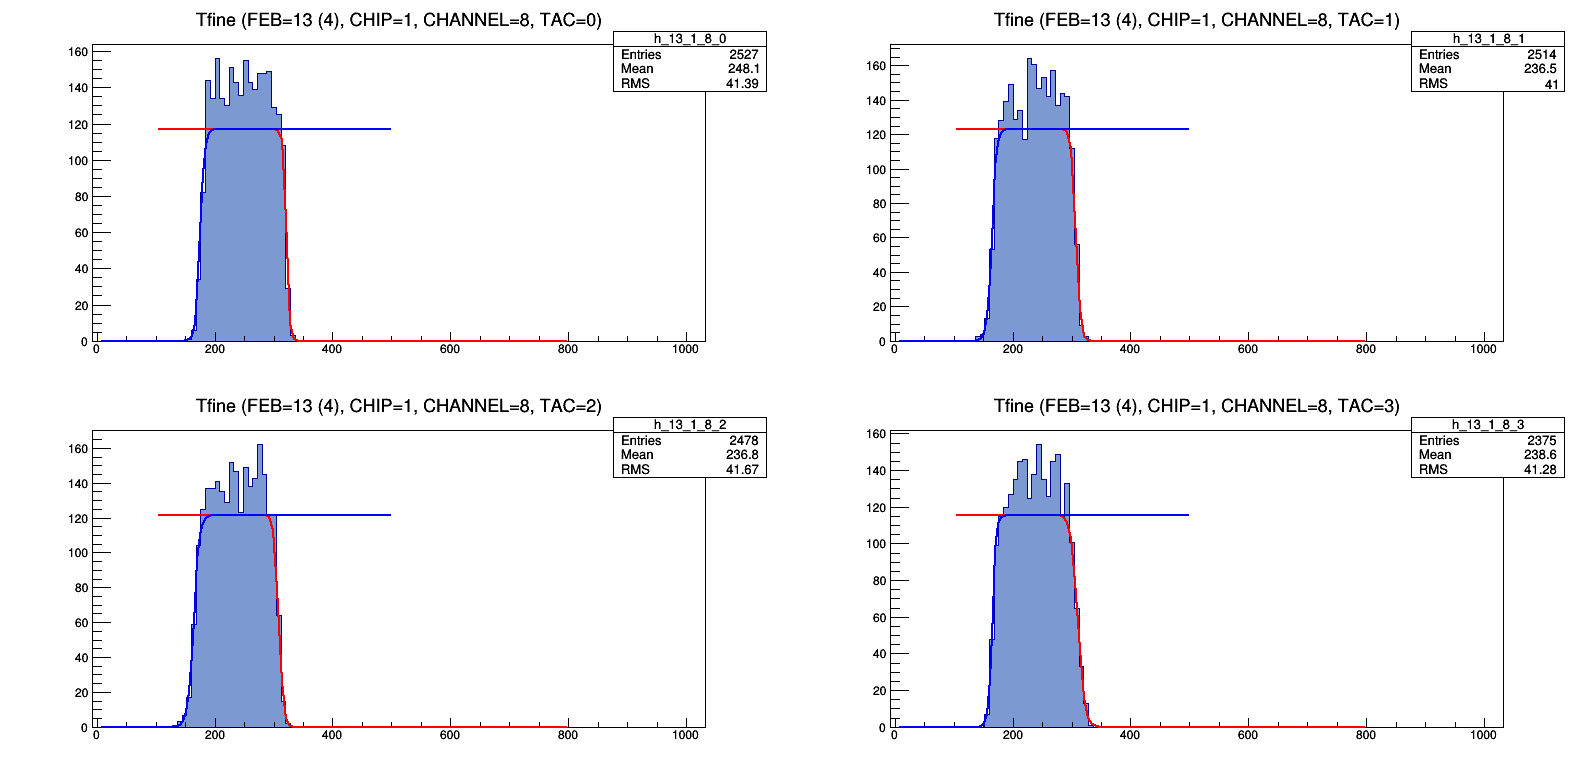 Tfine (FEB=13 (4), CHIP=1, CHANNEL=8, TAC=0)
h_13_1_8_0
Entries 2527
Mean 248.1
RMS 41.39
160
140
120
100
80
60
40
20
0
0 200 400 600 800 1000
Tfine (FEB=13 (4), CHIP=1, CHANNEL=8, TAC=1)
h_13_1_8_1
Entries 2514
Mean 236.5
RMS 41
160
140
120
100
80
60
40
20
0
0 200 400 600 800 1000
Tfine (FEB=13 (4), CHIP=1, CHANNEL=8, TAC=2)
h_13_1_8_2
Entries 2478
Mean 236.8
RMS 41.67
160
140
120
100
80
60
40
20
0
0 200 400 600 800 1000
Tfine (FEB=13 (4), CHIP=1, CHANNEL=8, TAC=3)
h_13_1_8_3
Entries 2375
Mean 238.6
RMS 41.28
160
140
120
100
80
60
40
20
0
0 200 400 600 800 1000